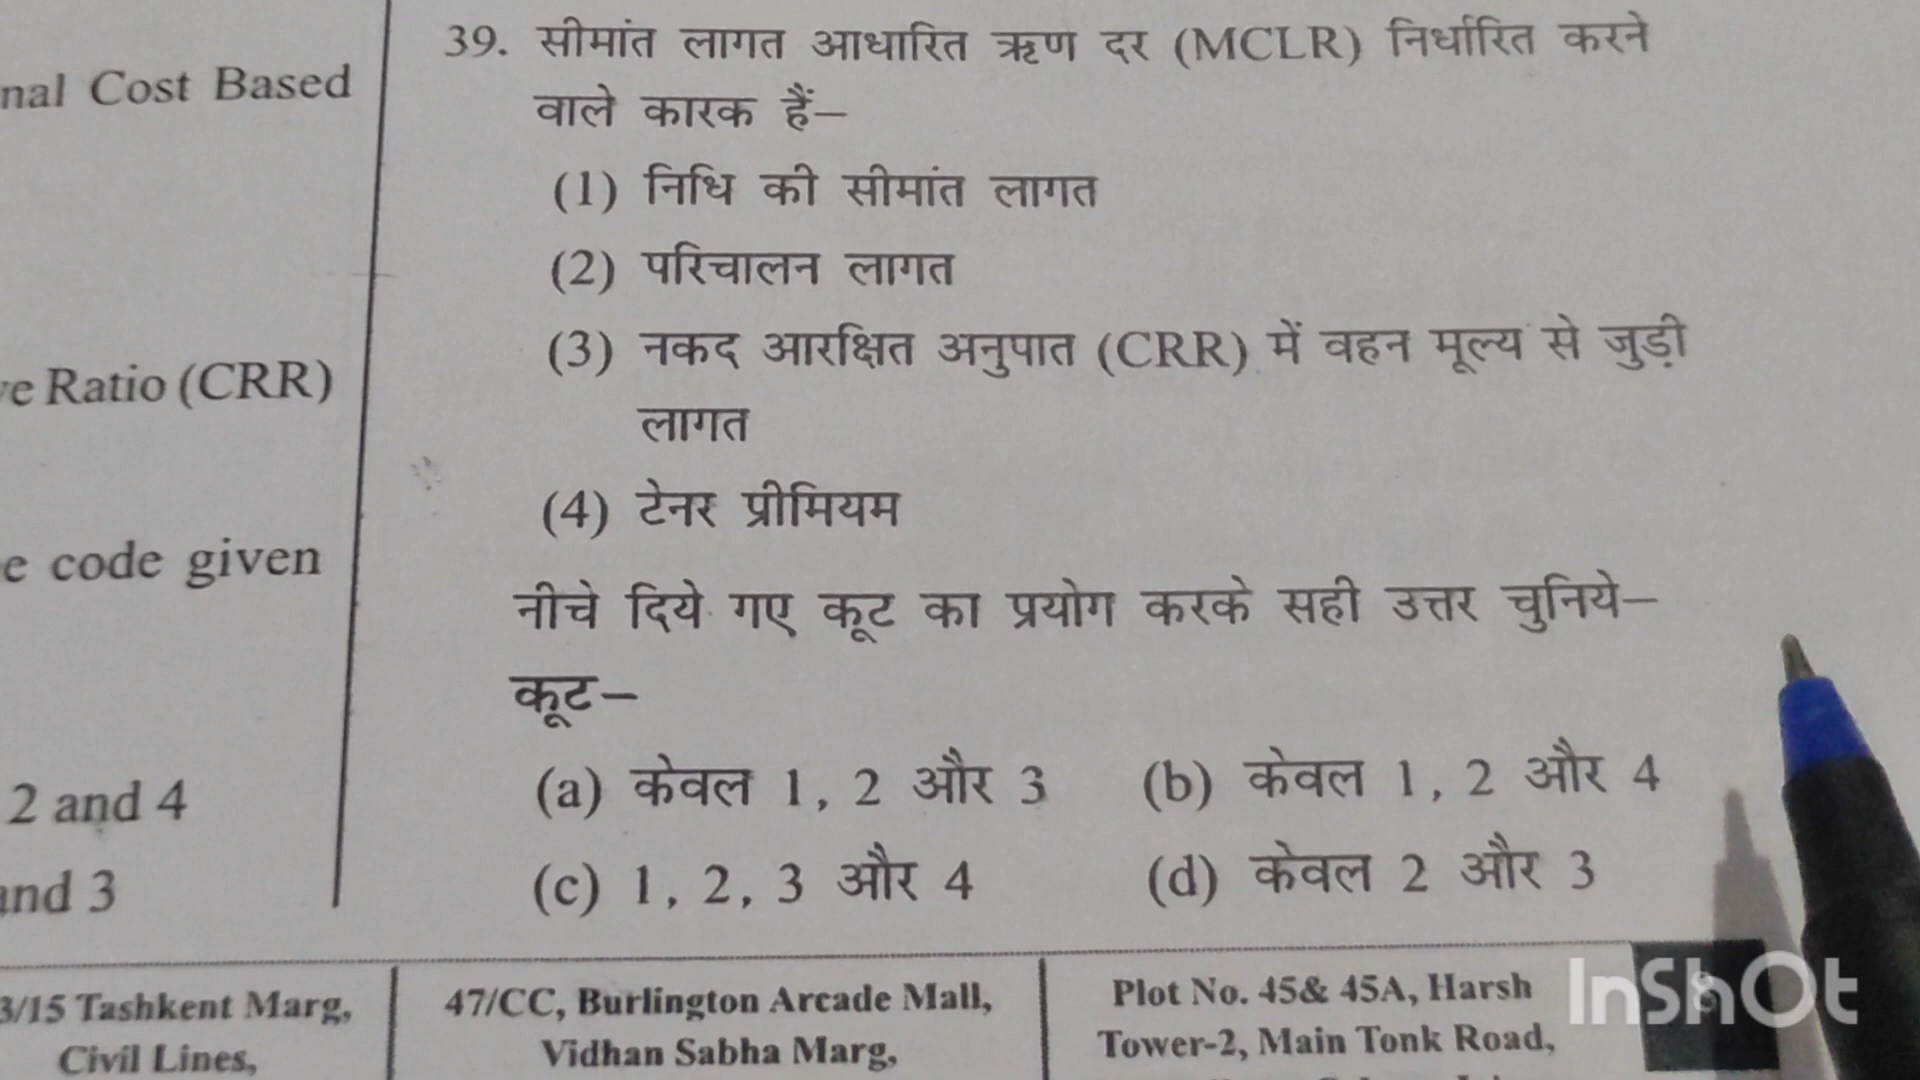 nal Cost Based
e Ratio (CRR)
e code given
2 and 4
and 3
39. सीमांत लागत आधारित ऋण दर (MCLR) निर्धारित करने
वाले कारक हैं–
(1) निधि की सीमांत लागत
(2) परिचालन लागत
(3) नकद आरक्षित अनुपात (CRR) में वहन मूल्य से जुड़ी
लागत
(4) टेनर प्रीमियम
नीचे दिये गए कूट का प्रयोग करके सही उत्तर चुनिये–
कूट–
(a) केवल 1, 2 और 3 (b) केवल 1, 2 और 4
(c) 1, 2, 3 और 4 (d) केवल 2 और 3
3/15 Tashkent Marg,
Civil Lines,
47/CC, Burlington Arcade Mall,
Vidhan Sabha Marg,
Plot No. 45& 45A, Harsh
Tower-2, Main Tonk Road,
InShOt